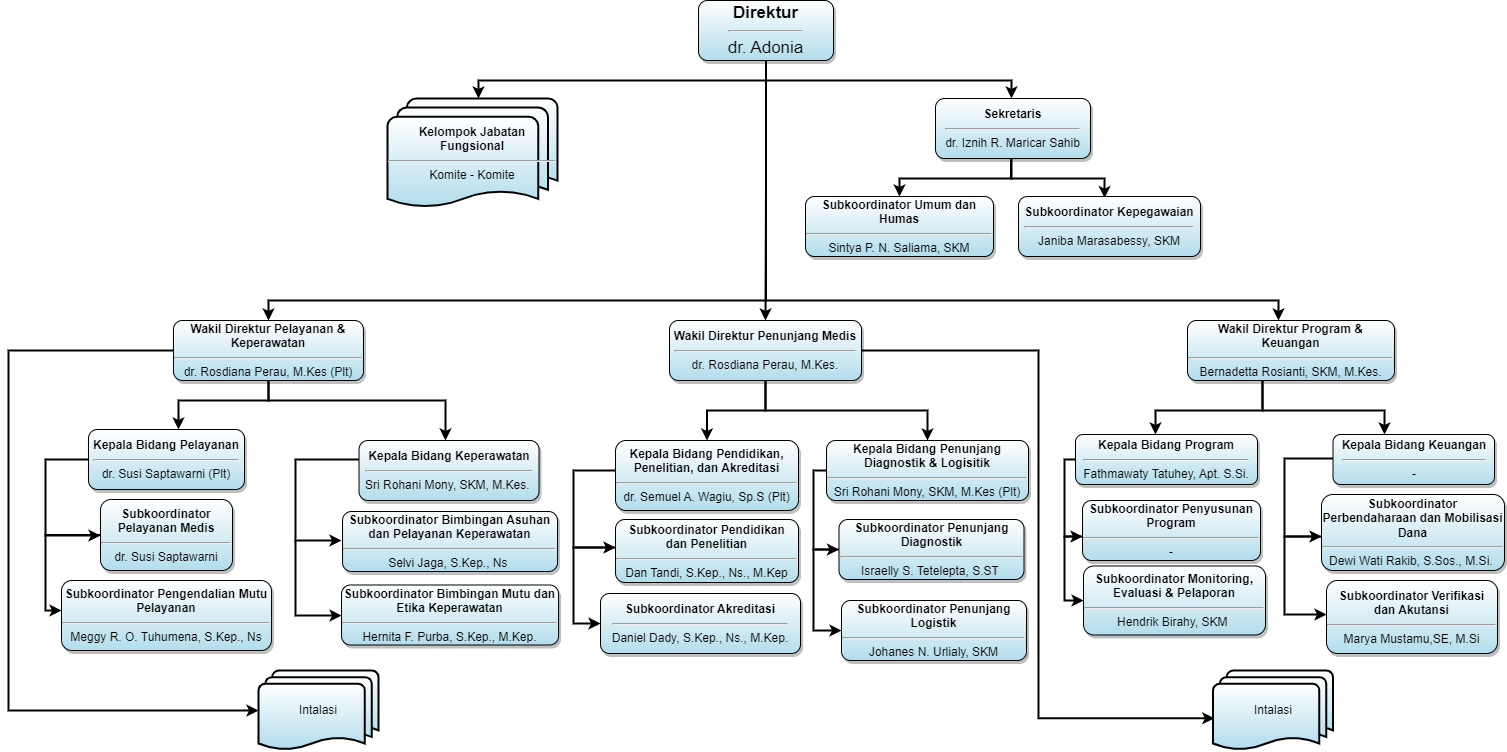 Direktur
dr. Adonia
Kelompok Jabatan
Fungsional
Komite - Komite
Sekretaris
dr. Iznih R. Maricar Sahib
Subkoordinator Umum dan
Humas
Sintya P. N. Saliama, SKM
Subkoordinator Kepegawaian
Janiba Marasabessy, SKM
Wakil Direktur Pelayanan &
Keperawatan
dr. Rosdiana Perau, M.Kes (Plt)
Wakil Direktur Penunjang Medis
dr. Rosdiana Perau, M.Kes.
Wakil Direktur Program &
Keuangan
Bernadetta Rosianti, SKM, M.Kes.
Kepala Bidang Pelayanan
dr. Susi Saptawarni (Plt)
Subkoordinator
Pelayanan Medis
dr. Susi Saptawarni
Subkoordinator Pengendalian Mutu
Pelayanan
Meggy R. O. Tuhumena, S.Kep., Ns
Kepala Bidang Keperawatan
Sri Rohani Mony, SKM, M.Kes.
Subkoordinator Bimbingan Asuhan
dan Pelayanan Keperawatan
Selvi Jaga, S.Kep., Ns
Subkoordinator Bimbingan Mutu dan
Etika Keperawatan
Hernita F. Purba, S.Kep., M.Kep.
Kepala Bidang Pendidikan,
Penelitian, dan Akreditasi
dr. Semuel A. Wagiu, Sp.S (Plt)
Subkoordinator Pendidikan
dan Penelitian
Dan Tandi, S.Kep., Ns., M.Kep
Subkoordinator Akreditasi
Daniel Dady, S.Kep., Ns., M.Kep.
Kepala Bidang Penunjang
Diagnostik & Logisitik
Sri Rohani Mony, SKM, M.Kes (Plt)
Subkoordinator Penunjang
Diagnostik
Israelly S. Tetelepta, S.ST
Subkoordinator Penunjang
Logistik
Johanes N. Urlialy, SKM
Kepala Bidang Program
Fathmawaty Tatuhey, Apt. S.Si.
Subkoordinator Penyusunan
Program
-
Subkoordinator Monitoring,
Evaluasi & Pelaporan
Hendrik Birahy, SKM
Kepala Bidang Keuangan
-
Subkoordinator
Perbendaharaan dan Mobilisasi
Dana
Dewi Wati Rakib, S.Sos., M.Si.
Subkoordinator Verifikasi
dan Akutansi
Marya Mustamu,SE, M.Si
Intalasi
Intalasi